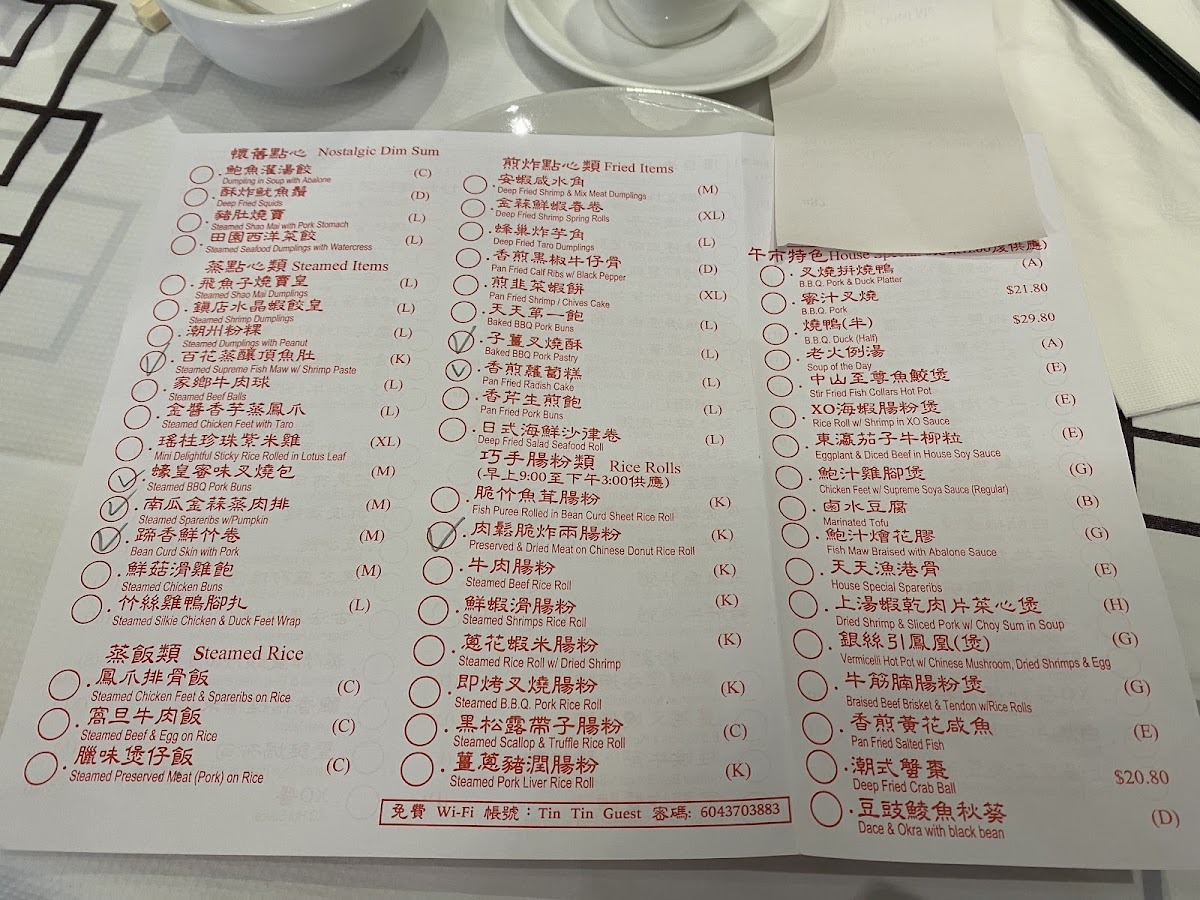 懷舊點心 Nostalgic Dim Sum
鮑魚灌湯餃 (C)
Dumpling in Soup with Abalone
酥炸魷魚鬚 (D)
Deep Fried Squids
豬肚燒賣 (L)
Steamed Shao Mai with Pork Stomach
田園西洋菜餃 (L)
Steamed Seafood Dumplings with Watercress
蒸點心類 Steamed Items
飛魚子燒賣皇 (L)
Steamed Shao Mai Dumplings
鎮店水晶蝦餃皇 (L)
Steamed Shrimp Dumplings
潮州粉粿 (L)
Steamed Dumplings with Peanut
百花蒸釀頂魚肚 (K)
Steamed Supreme Fish Maw w/ Shrimp Paste
家鄉牛肉球 (L)
Steamed Beef Balls
金醬香芋蒸鳳爪 (L)
Steamed Chicken Feet with Taro
瑤柱珍珠紫米雞 (XL)
Mini Delightful Sticky Rice Rolled in Lotus Leaf
蠔皇蜜味叉燒包 (M)
Steamed BBQ Pork Buns
南瓜金蒜蒸肉排 (M)
Steamed Spareribs w/Pumpkin
蹄香鮮竹卷 (M)
Bean Curd Skin with Pork
鮮菇滑雞飽 (M)
Steamed Chicken Buns
竹絲雞鴨腳扎 (L)
Steamed Silkie Chicken & Duck Feet Wrap
蒸飯類 Steamed Rice
鳳爪排骨飯 (C)
Steamed Chicken Feet & Spareribs on Rice
窩旦牛肉飯 (C)
Steamed Beef & Egg on Rice
臘味煲仔飯 (C)
Steamed Preserved Meat (Pork) on Rice
煎炸點心類 Fried Items
安蝦咸水角 (M)
Deep Fried Shrimp & Mix Meat Dumplings
金蒜鮮蝦春卷 (XL)
Deep Fried Shrimp Spring Rolls
蜂巢炸芋角 (L)
Deep Fried Taro Dumplings
香煎黑椒牛仔骨 (D)
Pan Fried Calf Ribs w/ Black Pepper
煎韭菜蝦餅 (XL)
Pan Fried Shrimp / Chives Cake
天天第一飽 (L)
Baked BBQ Pork Buns
子薑叉燒酥 (L)
Baked BBQ Pork Pastry
香煎蘿蔔糕 (L)
Pan Fried Radish Cake
香芹生煎飽 (L)
Pan Fried Pork Buns
日式海鮮沙律卷 (L)
Deep Fried Salad Seafood Roll
巧手腸粉類 Rice Rolls
(早上9:00至下午3:00供應)
脆竹魚茸腸粉 (K)
Fish Puree Rolled in Bean Curd Sheet Rice Roll
肉鬆脆炸兩腸粉 (K)
Preserved & Dried Meat on Chinese Donut Rice Roll
牛肉腸粉 (K)
Steamed Beef Rice Roll
鮮蝦滑腸粉 (K)
Steamed Shrimps Rice Roll
蔥花蝦米腸粉 (K)
Steamed Rice Roll w/ Dried Shrimp
即烤叉燒腸粉 (K)
Steamed B.B.Q. Pork Rice Roll
黑松露帶子腸粉 (C)
Steamed Scallop & Truffle Rice Roll
薑蔥豬潤腸粉 (K)
Steamed Pork Liver Rice Roll
免費 Wi-Fi 帳號：Tin Tin Guest 密碼: 6043703883
午市特色 House 後供應)
叉燒拼燒鴨 (A)
B.B.Q. Pork & Duck Platter
蜜汁叉燒 $21.80
B.B.Q. Pork
燒鴨(半) $29.80
B.B.Q. Duck (Half)
老火例湯 (A)
Soup of the Day
中山至尊魚鮫煲 (E)
Stir Fried Fish Collars Hot Pot
XO海蝦腸粉煲 (E)
Rice Roll w/ Shrimp in XO Sauce
東瀛茄子牛柳粒 (E)
Eggplant & Diced Beef in House Soy Sauce
鮑汁雞腳煲 (G)
Chicken Feet w/ Supreme Soya Sauce (Regular)
鹵水豆腐 (B)
Marinated Tofu
鮑汁燴花膠 (G)
Fish Maw Braised with Abalone Sauce
天天漁港骨 (E)
House Special Spareribs
上湯蝦乾肉片菜心煲 (H)
Dried Shrimp & Sliced Pork w/ Choy Sum in Soup
銀絲引鳳凰(煲) (G)
Vermicelli Hot Pot w/ Chinese Mushroom, Dried Shrimps & Egg
牛筋腩腸粉煲 (G)
Braised Beef Brisket & Tendon w/Rice Rolls
香煎黃花咸魚 (E)
Pan Fried Salted Fish
潮式蟹棗 $20.80
Deep Fried Crab Ball
豆豉鯪魚秋葵 (D)
Dace & Okra with black bean